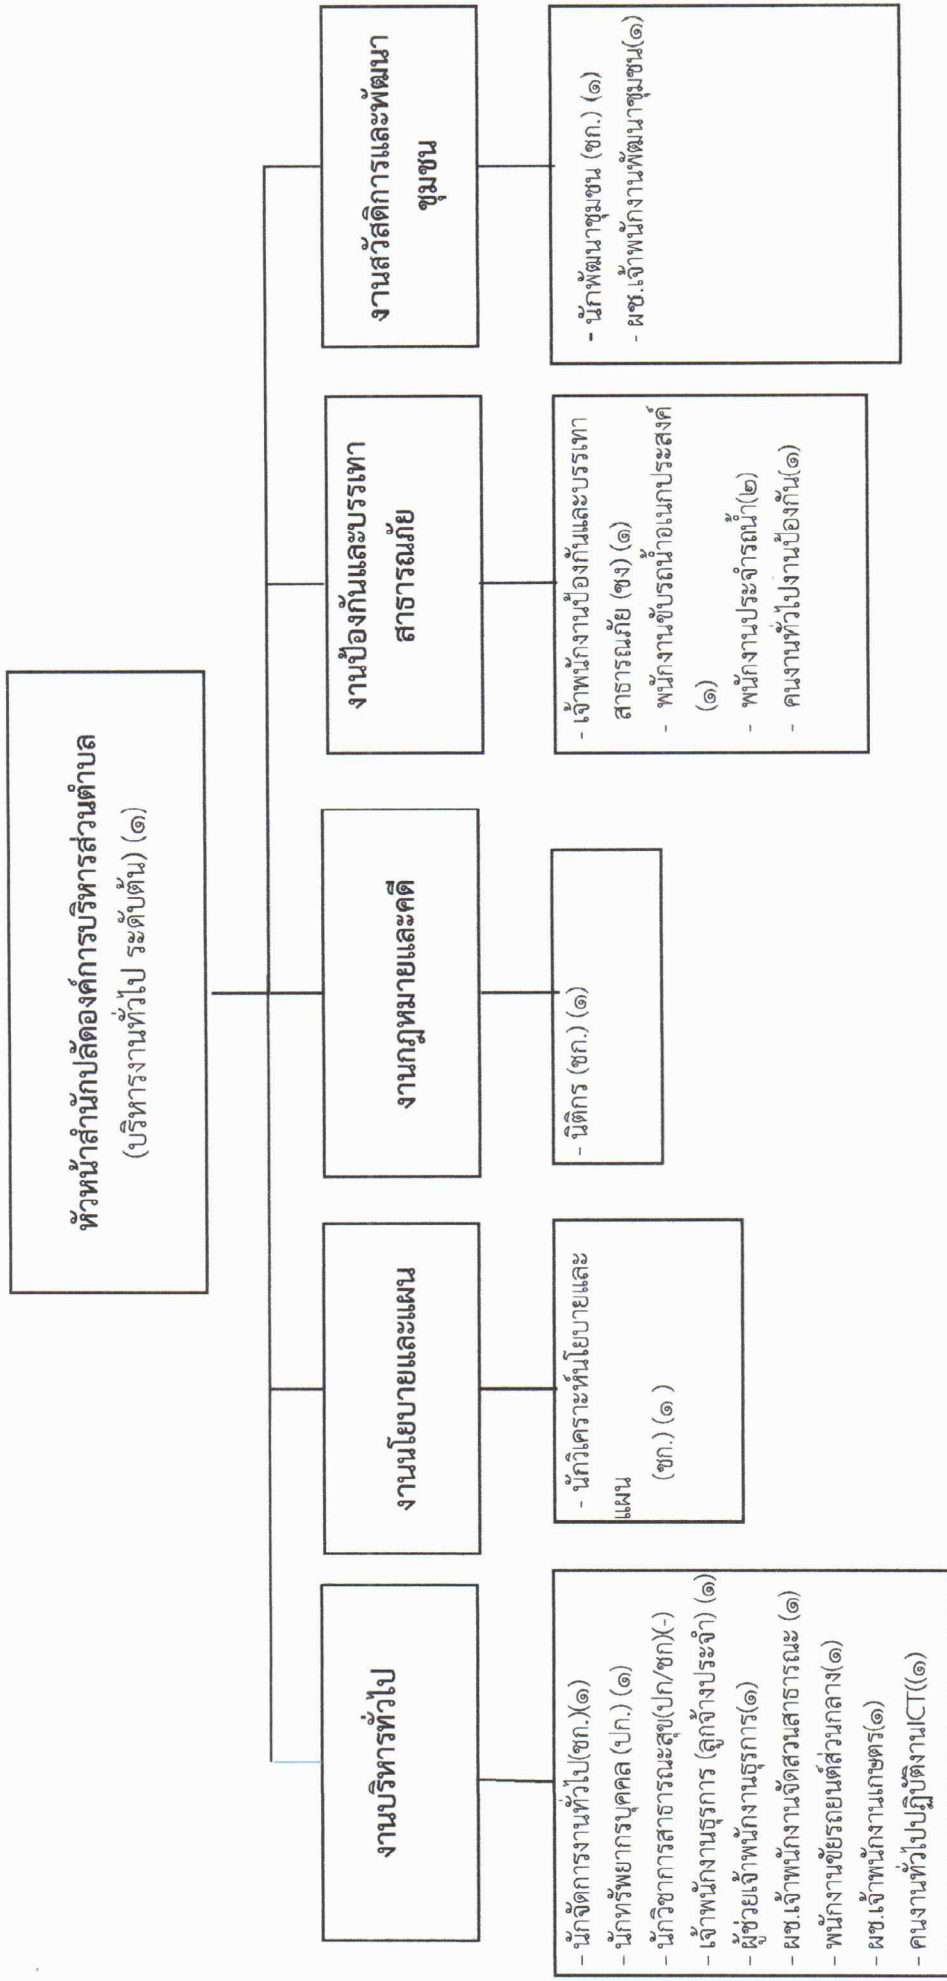 หัวหน้าสำนักปลัดองค์การบริหารส่วนตำบล
(บริหารงานทั่วไป ระดับต้น) (๑)
งานบริหารทั่วไป
- นักจัดการงานทั่วไป(ชก.)(๑)
- นักทรัพยากรบุคคล (ปก.) (๑)
- นักวิชาการสาธารณะสุข(ปก/ชก)(-)
- เจ้าพนักงานธุรการ (ลูกจ้างประจำ) (๑)
- ผู้ช่วยเจ้าพนักงานธุรการ(๑)
- ผช.เจ้าพนักงานจัดสวนสาธารณะ (๑)
- พนักงานขัยรถยนต์ส่วนกลาง(๑)
- ผช.เจ้าพนักงานเกษตร(๑)
- คนงานทั่วไปปฏิบัติงานICT((๑)
งานนโยบายและแผน
- นักวิเคราะห์นโยบายและ
แผน
(ชก.) (๑ )
งานกฎหมายและคดี
- นิติกร (ชก.) (๑)
งานป้องกันและบรรเทา
สาธารณภัย
- เจ้าพนักงานป้องกันและบรรเทา
สาธารณภัย (ชง) (๑)
- พนักงานขับรถน้ำอเนกประสงค์
(๑)
- พนักงานประจำรถน้ำ(๒)
- คนงานทั่วไปงานป้องกัน(๑)
งานสวัสดิการและพัฒนา
ชุมชน
- นักพัฒนาชุมชน (ชก.) (๑)
- ผช.เจ้าพนักงานพัฒนาชุมชน(๑)